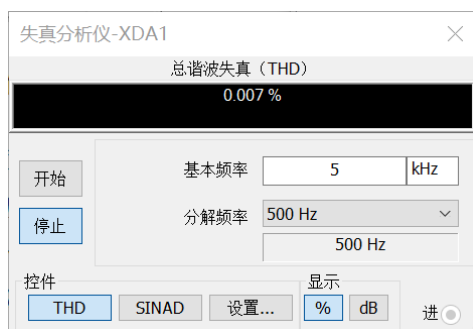 失真分析仪-XDA1
总谐波失真（THD）
0.007 %
开始
基本频率 5 kHz
停止
分解频率 500 Hz
500 Hz
控件 显示
THD SINAD 设置... % dB 进